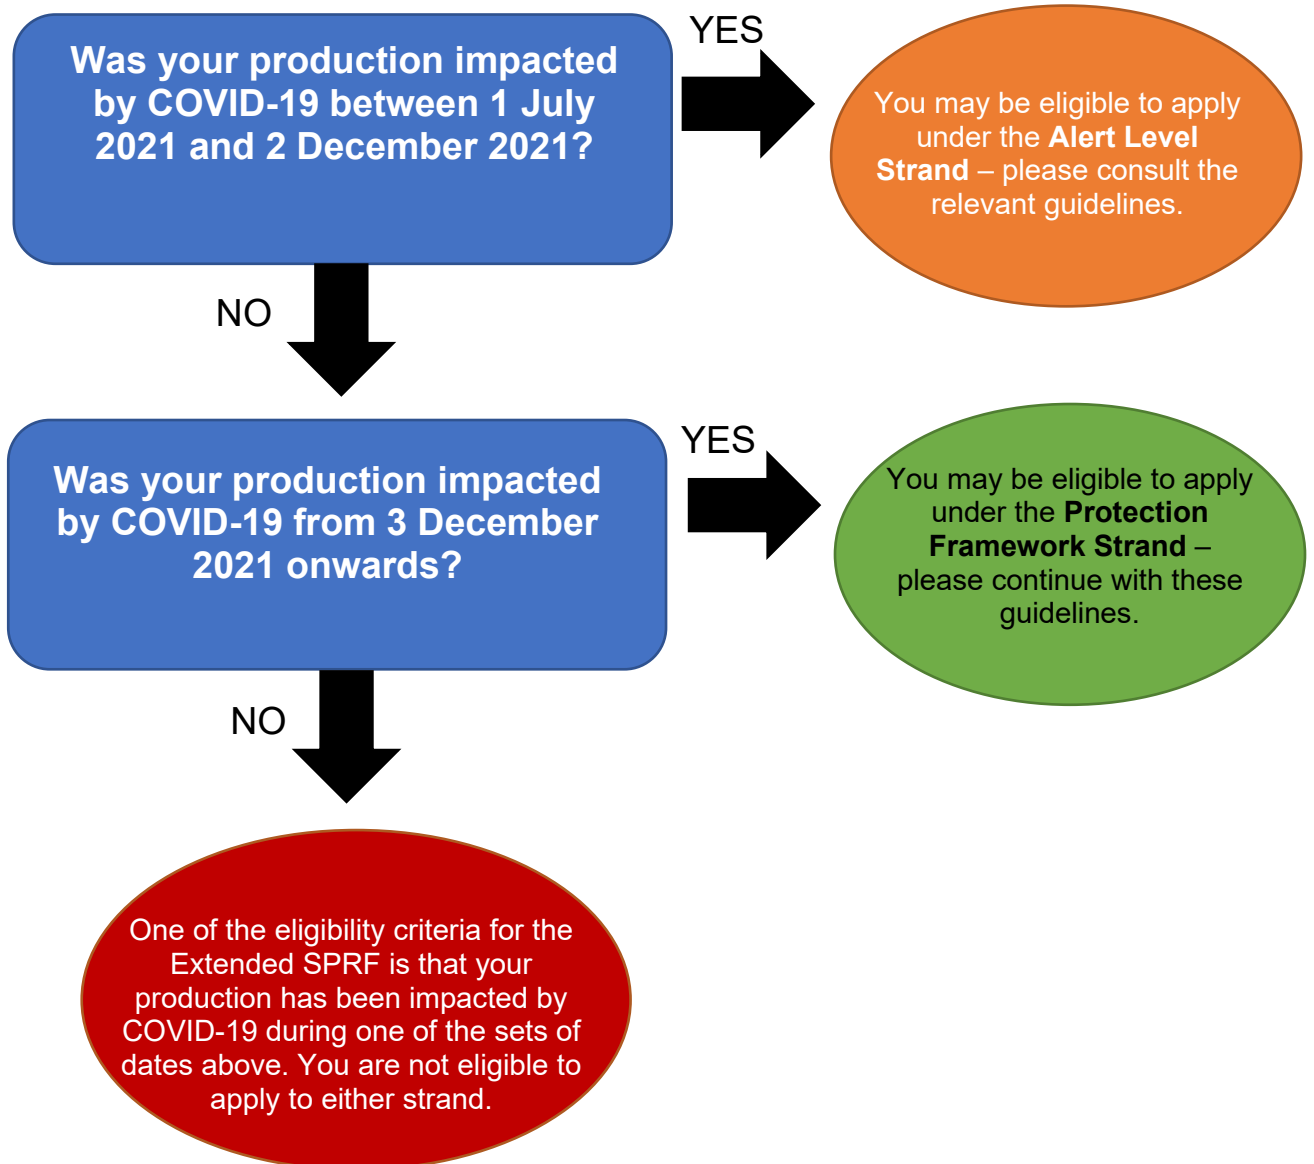 Was your production impacted
by COVID-19 between 1 July
2021 and 2 December 2021?
YES
You may be eligible to apply
under the Alert Level
Strand – please consult the
relevant guidelines.
NO
Was your production impacted
by COVID-19 from 3 December
2021 onwards?
YES
You may be eligible to apply
under the Protection
Framework Strand –
please continue with these
guidelines.
NO
One of the eligibility criteria for the
Extended SPRF is that your
production has been impacted by
COVID-19 during one of the sets of
dates above. You are not eligible to
apply to either strand.